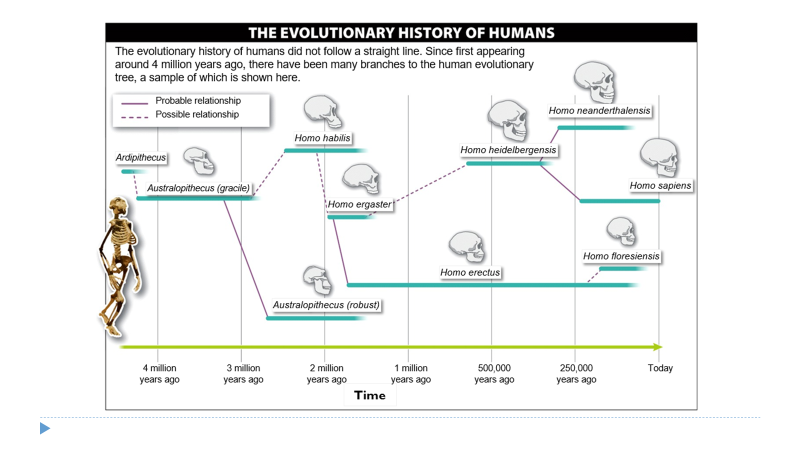 THE EVOLUTIONARY HISTORY OF HUMANS
The evolutionary history of humans did not follow a straight line. Since first appearing
around 4 million years ago, there have been many branches to the human evolutionary
tree, a sample of which is shown here.
Probable relationship
Possible relationship
Homo neanderthalensis
Homo habilis
Homo heidelbergensis
Ardipithecus
Australopithecus (gracile)
Homo sapiens
Homo ergaster
Homo floresiensis
Homo erectus
Australopithecus (robust)
4 million
years ago
3 million
years ago
2 million
years ago
1 million
years ago
500,000
years ago
250,000
years ago
Today
Time